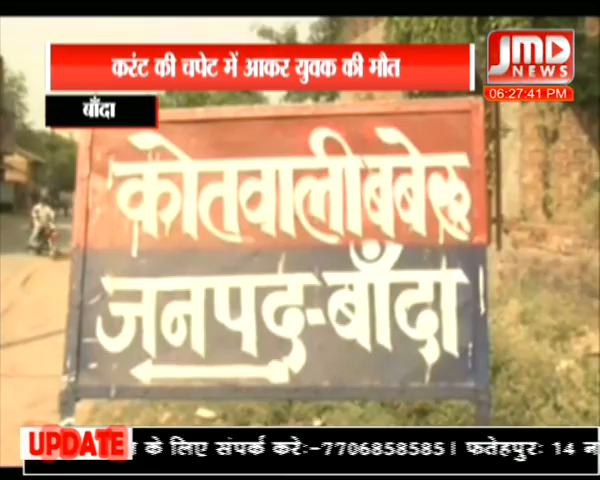 करंट की चपेट में आकर युवक की मौत
JMD
NEWS
06:27:41 PM
बाँदा
कोतवाली बबेरू
जनपद-बाँदा
UPDATE के लिए संपर्क करेः-7706858585। फतेहपुरः 14